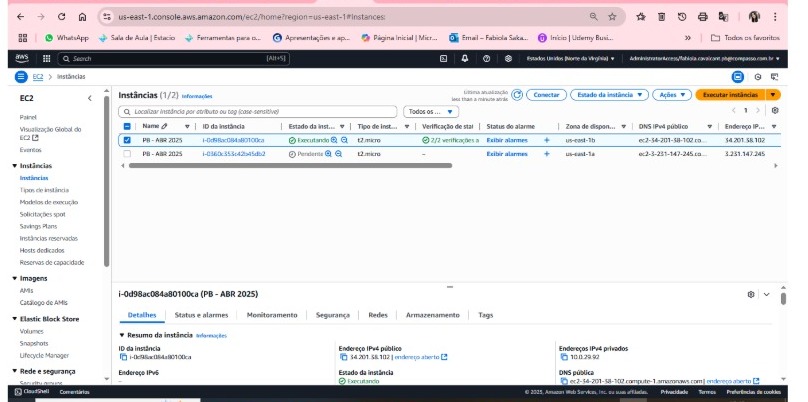 us-east-1.console.aws.amazon.com/ec2/home?region=us-east-1#Instances:
WhatsApp Sala de Aula | Estacio Ferramentas para o... Apresentações e ap... Página Inicial | Micr... Email – Fabiola Saka... Início | Udemy Busi... » Todos os favoritos
aws Search [Alt+S] Estados Unidos (Norte da Virgínia)
EC2 > Instâncias
EC2
Painel
Visualização Global do EC2
Eventos
Instâncias
Instâncias
Tipos de instância
Modelos de execução
Solicitações spot
Savings Plans
Instâncias reservadas
Hosts dedicados
Reservas de capacidade
Imagens
AMIs
Catálogo de AMIs
Elastic Block Store
Volumes
Snapshots
Lifecycle Manager
Rede e segurança
Security groups
Instâncias (1/2) Informações
Última atualização
less than a minute atrás
Conectar Estado da instância Ações Executar instâncias
Localizar Instância por atributo ou tag (case-sensitive) Todos os ... 1
Name ID da instância Estado da inst... Tipo de inst... Verificação de stat Status do alarme Zona de dispon... DNS IPv4 público Endereço IP...
PB - ABR 2025 i-0d98ac084a80100ca Executando t2.micro 2/2 verificações a Exibir alarmes + us-east-1b ec2-34-201-38-102.co... 34.201.38.102
PB - ABR 2025 i-0360c353c42b45db2 Pendente t2.micro – Exibir alarmes + us-east-1a ec2-3-231-147-245.co... 3.231.147.245
i-0d98ac084a80100ca (PB - ABR 2025)
Detalhes Status e alarmes Monitoramento Segurança Redes Armazenamento Tags
Resumo da instância Informações
ID da instância Endereço IPv4 público Endereços IPv4 privados
i-0d98ac084a80100ca 34.201.38.102 | endereço aberto 10.0.29.92
Endereço IPv6 Estado da instância DNS pública
– Executando ec2-34-201-38-102.compute-1.amazonaws.com | endereço aberto
CloudShell Comentários © 2025, Amazon Web Services, Inc. ou suas afiliadas. Privacidade Termos Preferências de cookies